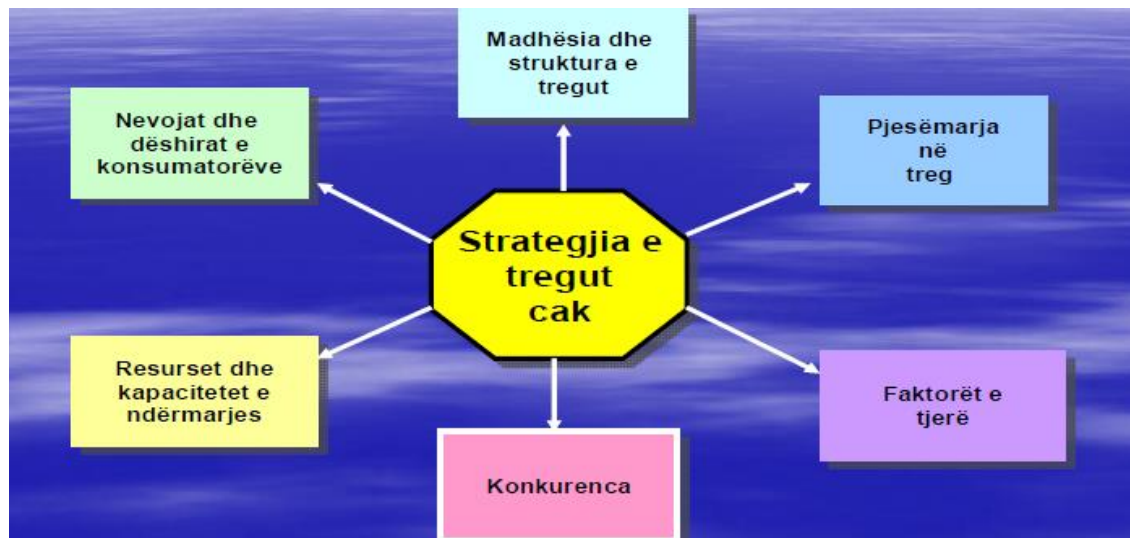 Madhësia dhe
struktura e
tregut
Nevojat dhe
dëshirat e
konsumatorëve
Pjesëmarja
në
treg
Strategjia e
tregut
cak
Resurset dhe
kapacitetet e
ndërmarjes
Faktorët e
tjerë
Konkurenca